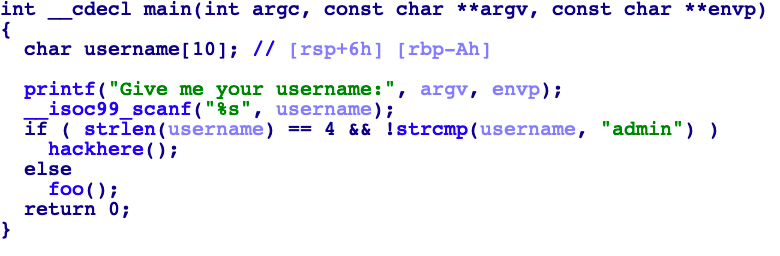 int __cdecl main(int argc, const char **argv, const char **envp)
{
char username[10]; // [rsp+6h] [rbp-Ah]
printf("Give me your username:", argv, envp);
__isoc99_scanf("%s", username);
if ( strlen(username) == 4 && !strcmp(username, "admin") )
hackhere();
else
foo();
return 0;
}